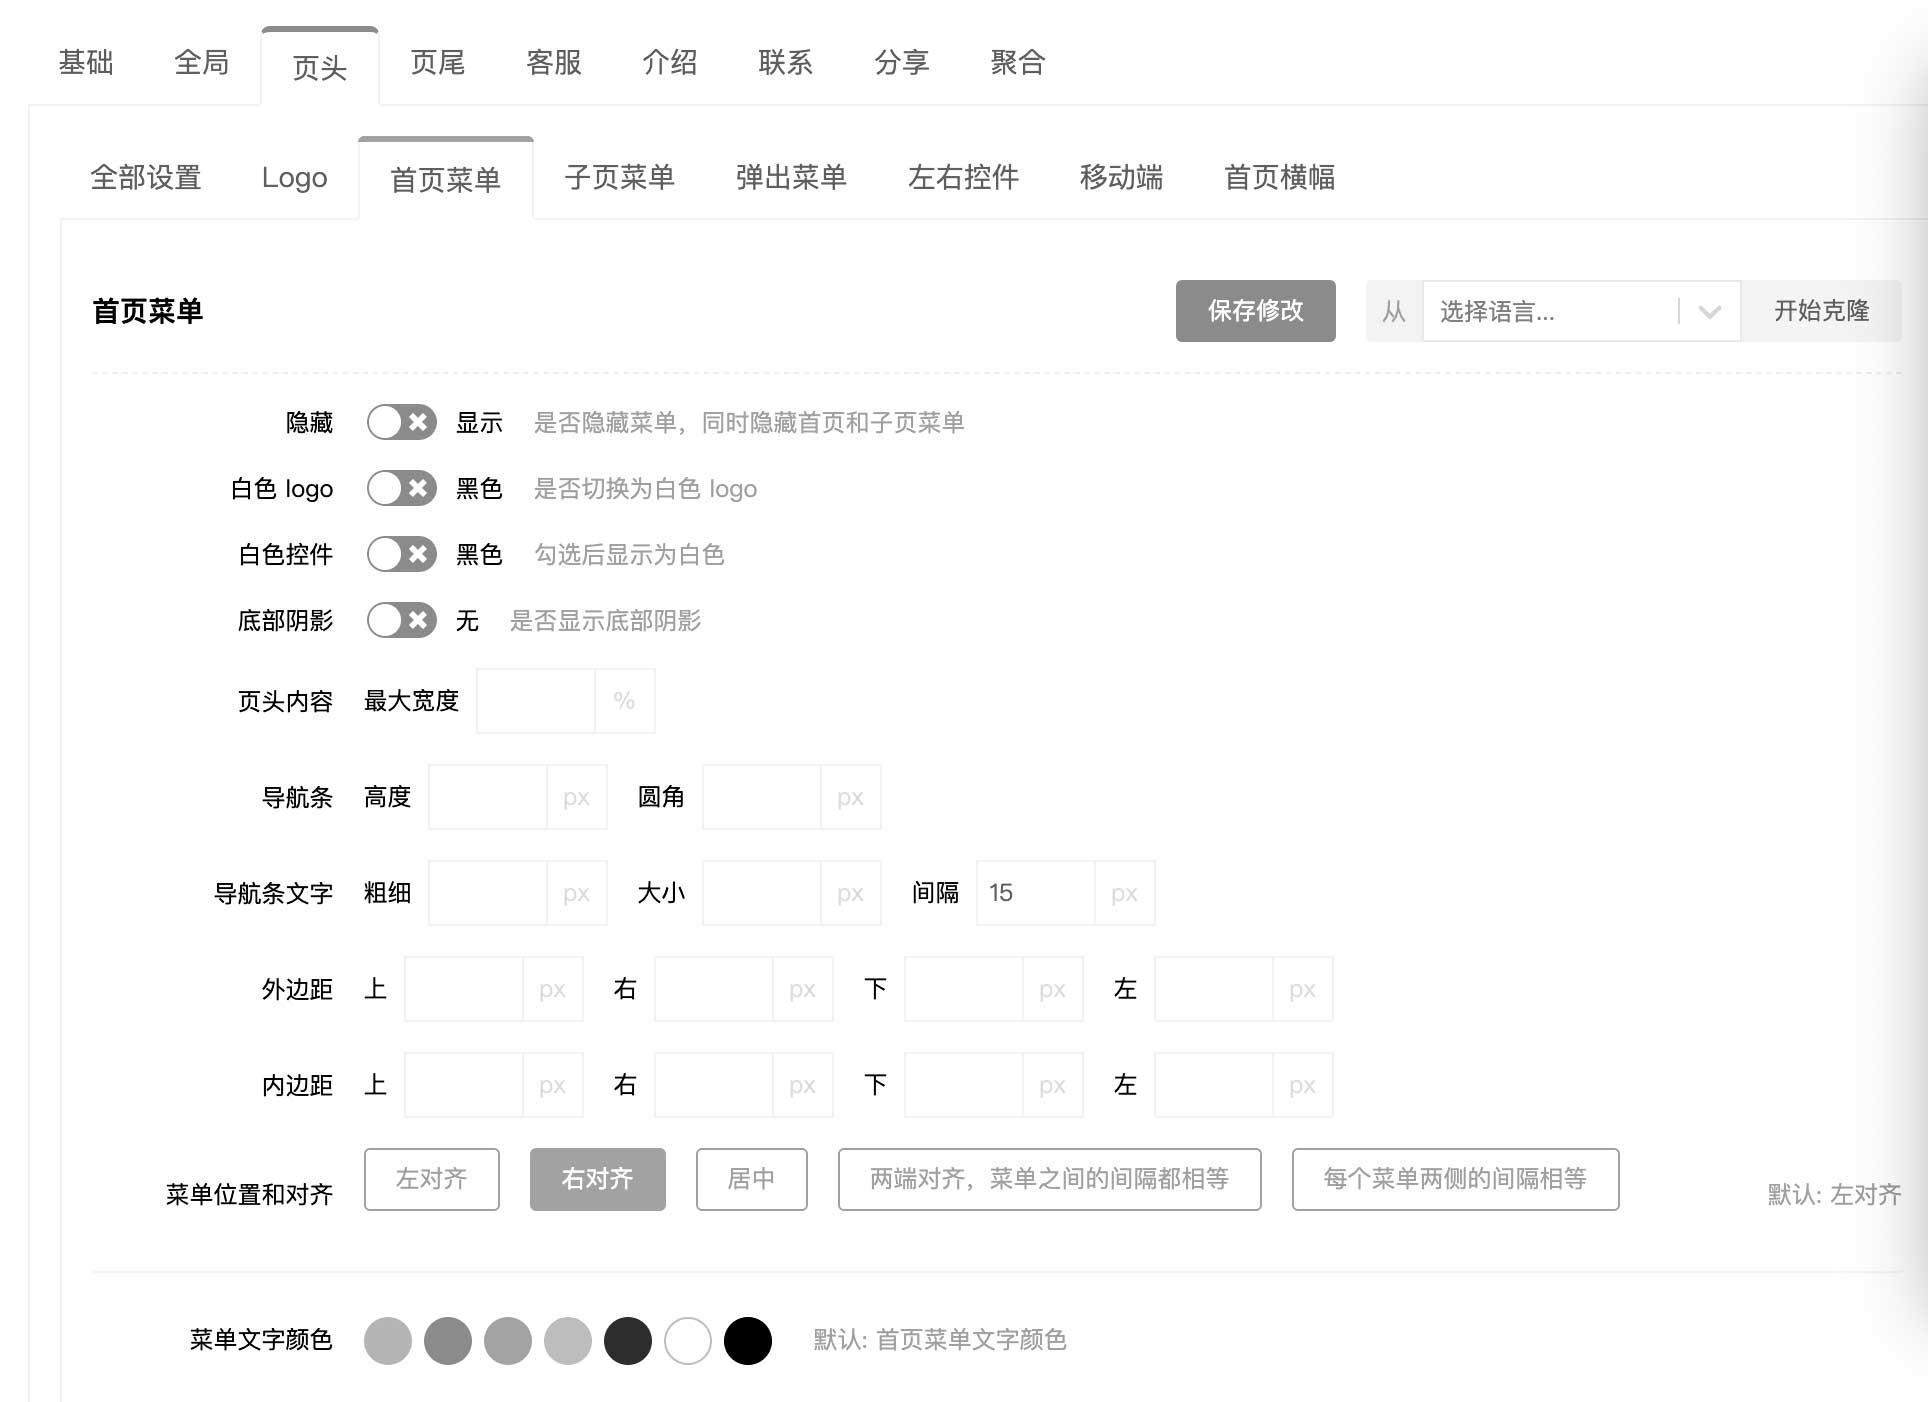 基础 全局 页头 页尾 客服 介绍 联系 分享 聚合
全部设置 Logo 首页菜单 子页菜单 弹出菜单 左右控件 移动端 首页横幅
首页菜单 保存修改 从 选择语言... 开始克隆
隐藏 显示 是否隐藏菜单，同时隐藏首页和子页菜单
白色 logo 黑色 是否切换为白色 logo
白色控件 黑色 勾选后显示为白色
底部阴影 无 是否显示底部阴影
页头内容 最大宽度 %
导航条 高度 px 圆角 px
导航条文字 粗细 px 大小 px 间隔 15 px
外边距 上 px 右 px 下 px 左 px
内边距 上 px 右 px 下 px 左 px
菜单位置和对齐 左对齐 右对齐 居中 两端对齐，菜单之间的间隔都相等 每个菜单两侧的间隔相等 默认: 左对齐
菜单文字颜色 默认: 首页菜单文字颜色